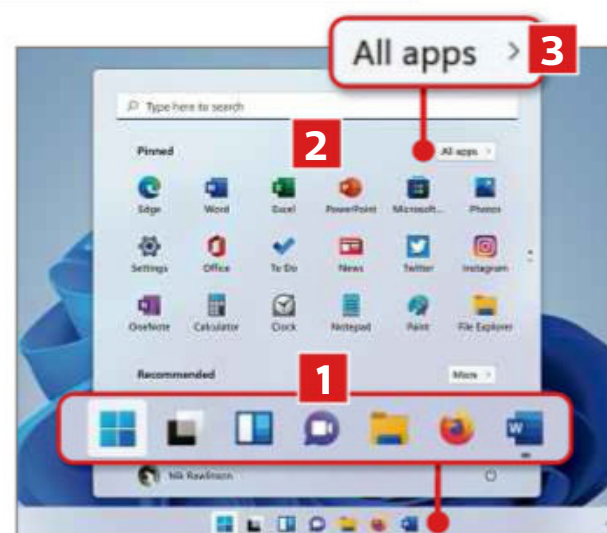 All apps > 3
Type here to search
2
Pinned All apps >
Edge Word Excel PowerPoint Microsoft... Photos
Settings Office To Do News Twitter Instagram
OneNote Calculator Clock Notepad Paint File Explorer
1
Recommended More >
W
Nik Rawlinson